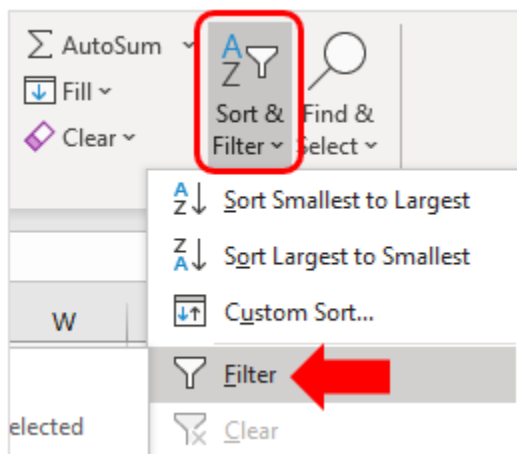 AutoSum
Fill
Clear
Sort &
Filter
Find &
Select
Sort Smallest to Largest
Sort Largest to Smallest
Custom Sort...
W
Filter
elected
Clear